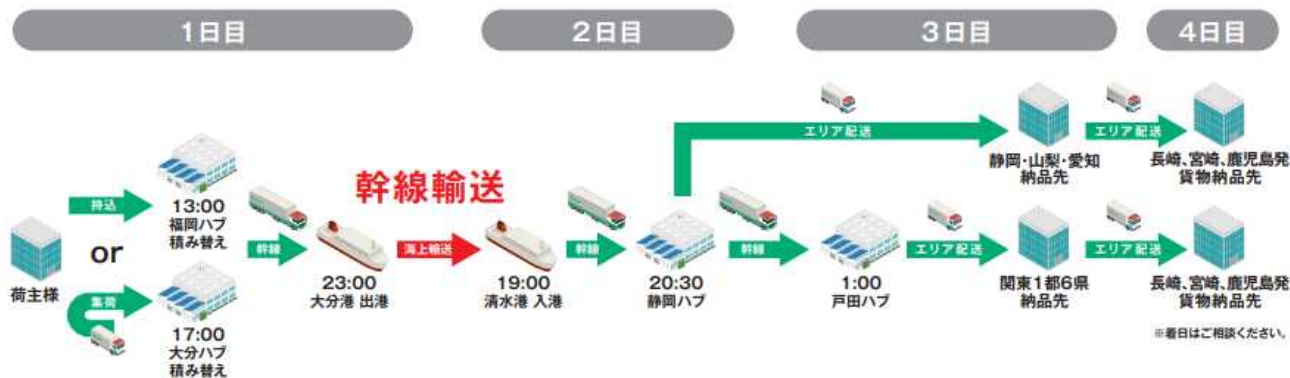 1日目
2日目
3日目
4日目
エリア配送
エリア配送
静岡・山梨・愛知
納品先
長崎、宮崎、鹿児島発
貨物納品先
幹線輸送
持込
13:00
福岡ハブ
積み替え
荷主様
or
集荷
17:00
大分ハブ
積み替え
幹線
23:00
大分港 出港
海上輸送
19:00
清水港 入港
幹線
20:30
静岡ハブ
幹線
1:00
戸田ハブ
エリア配送
関東1都6県
納品先
エリア配送
長崎、宮崎、鹿児島発
貨物納品先
※着日はご相談ください。